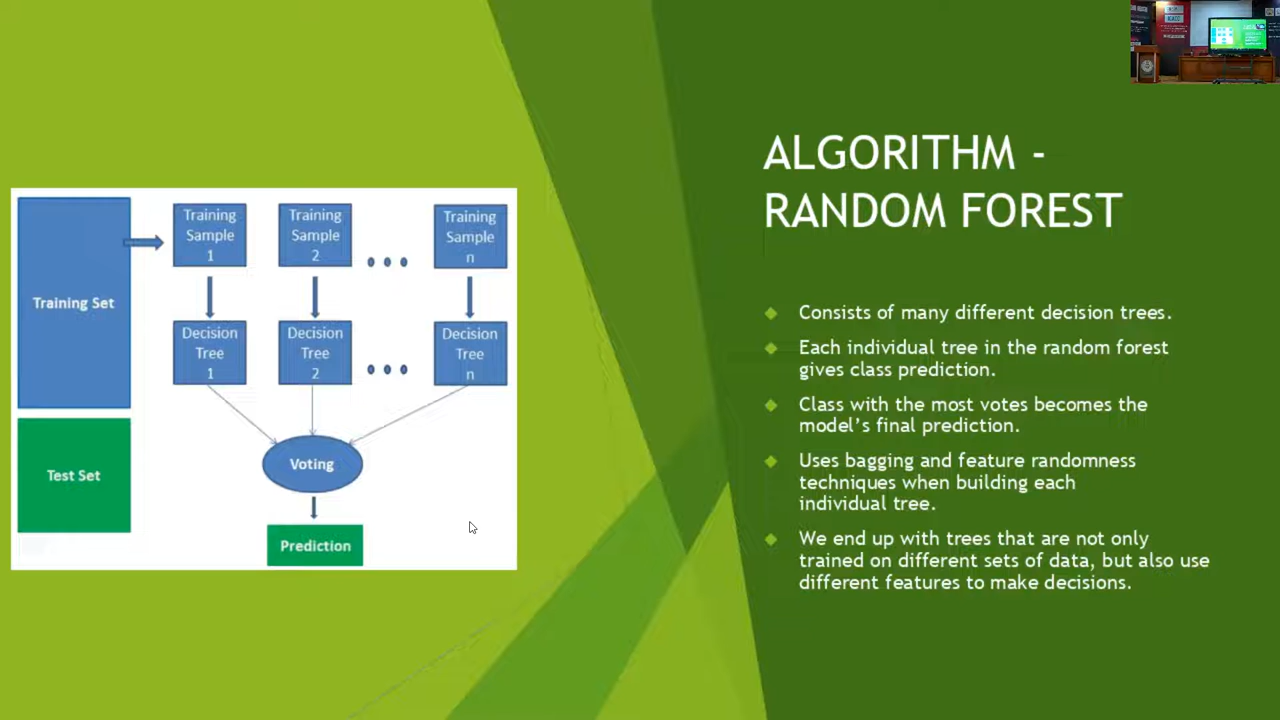 ALGORITHM -
RANDOM FOREST
Training Set
Test Set
Training
Sample
1
Training
Sample
2
Training
Sample
n
Decision
Tree
1
Decision
Tree
2
Decision
Tree
n
Voting
Prediction
Consists of many different decision trees.
Each individual tree in the random forest
gives class prediction.
Class with the most votes becomes the
model’s final prediction.
Uses bagging and feature randomness
techniques when building each
individual tree.
We end up with trees that are not only
trained on different sets of data, but also use
different features to make decisions.